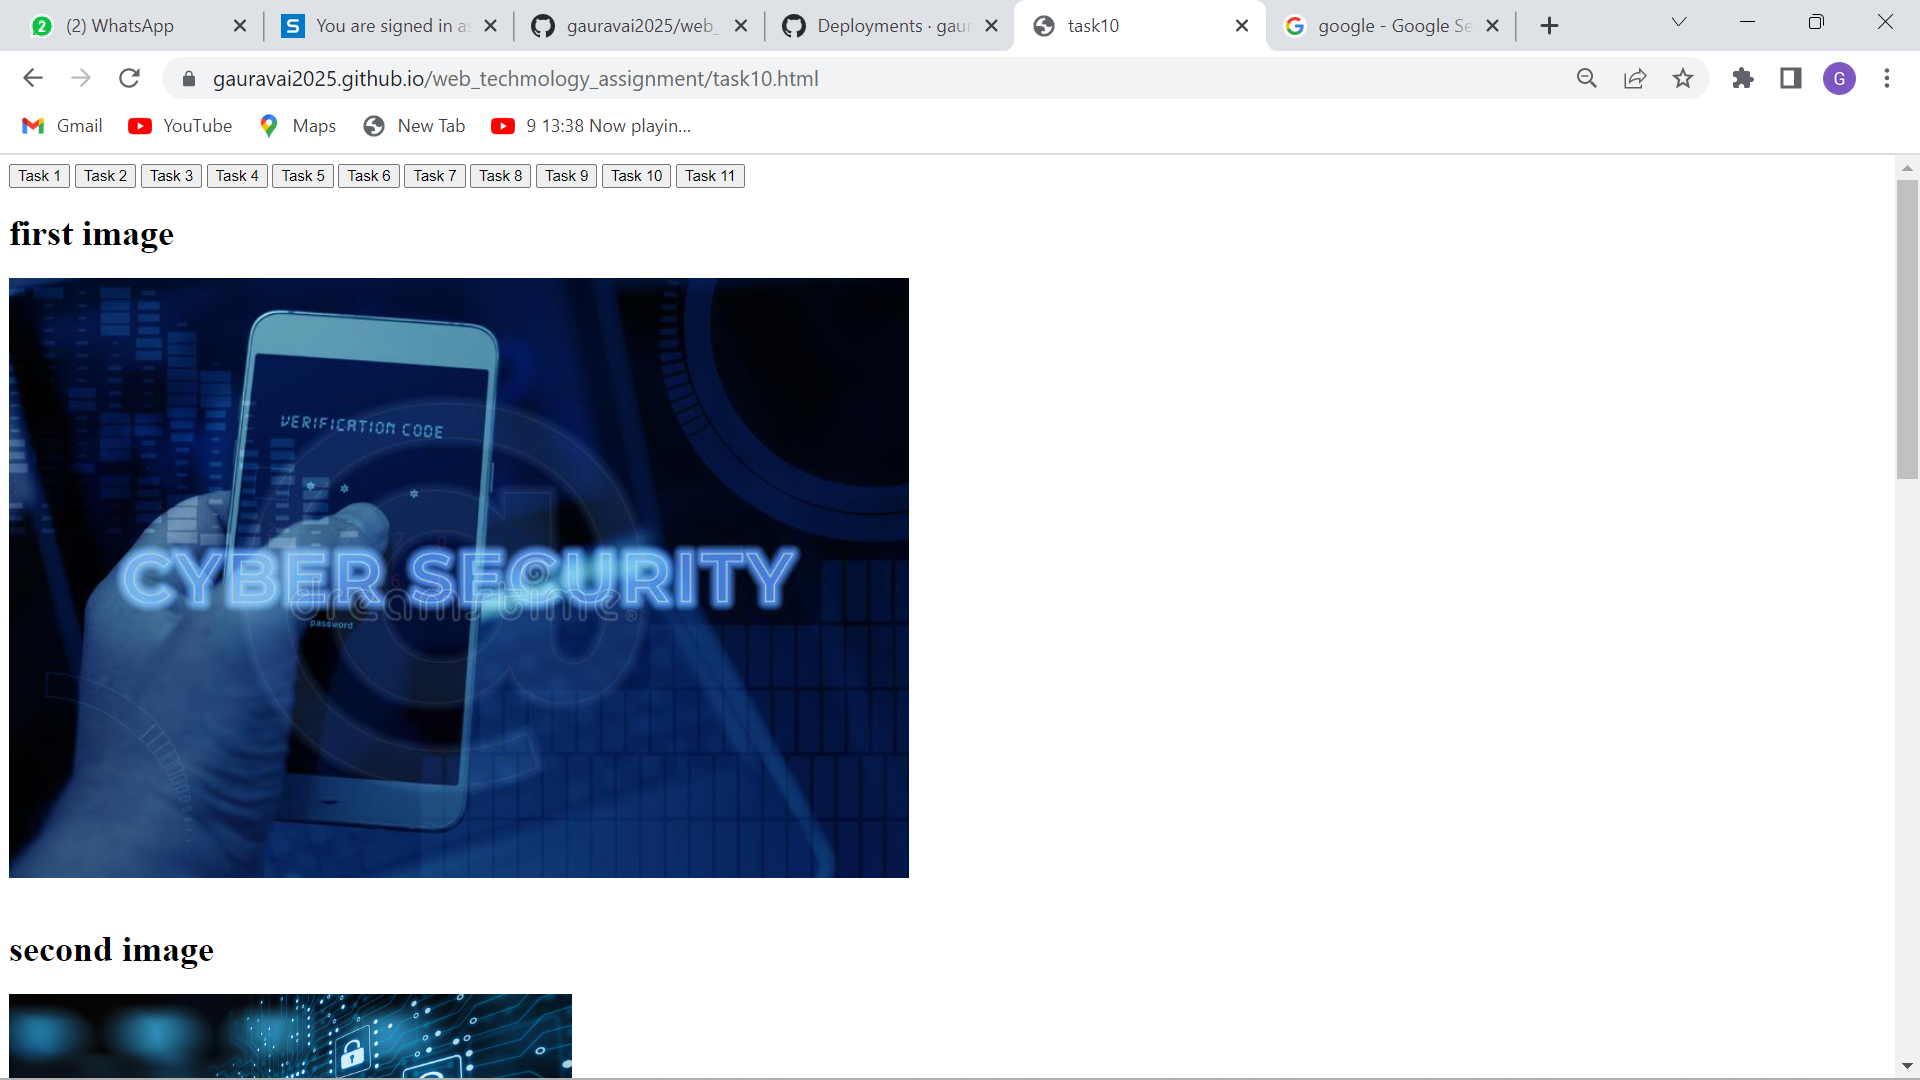 2 (2) WhatsApp
S You are signed in as
gauravai2025/web_
Deployments · gaur
task10
google - Google Se
gauravai2025.github.io/web_techmology_assignment/task10.html
G
Gmail
YouTube
Maps
New Tab
9 13:38 Now playin...
Task 1 Task 2 Task 3 Task 4 Task 5 Task 6 Task 7 Task 8 Task 9 Task 10 Task 11
first image
VERIFICATION CODE
* * *
CYBER SECURITY
dreamstime®
password
second image